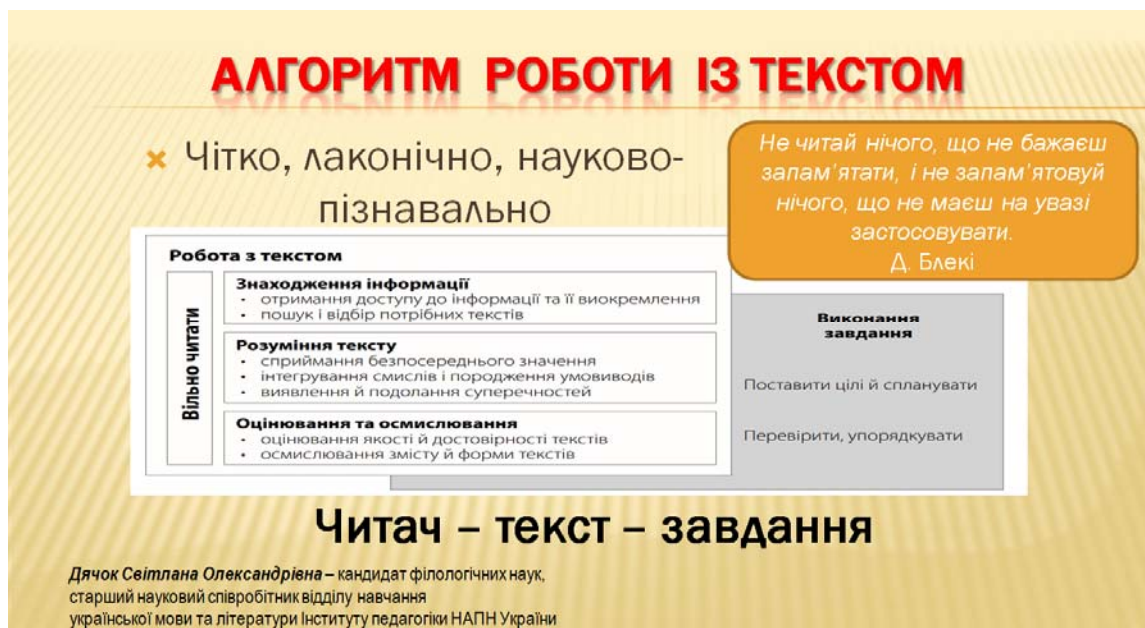 АЛГОРИТМ РОБОТИ ІЗ ТЕКСТОМ
Чітко, лаконічно, науково-
пізнавально
Не читай нічого, що не бажаєш
запам'ятати, і не запам'ятовуй
нічого, що не маєш на увазі
застосовувати.
Д. Блекі
Робота з текстом
Вільно читати
Знаходження інформації
• отримання доступу до інформації та її виокремлення
• пошук і відбір потрібних текстів
Розуміння тексту
• сприймання безпосереднього значення
• інтегрування смислів і породження умовиводів
• виявлення й подолання суперечностей
Оцінювання та осмислювання
• оцінювання якості й достовірності текстів
• осмислювання змісту й форми текстів
Виконання
завдання
Поставити цілі й спланувати
Перевірити, упорядкувати
Читач – текст – завдання
Дячок Світлана Олександрівна – кандидат філологічних наук,
старший науковий співробітник відділу навчання
української мови та літератури Інституту педагогіки НАПН України